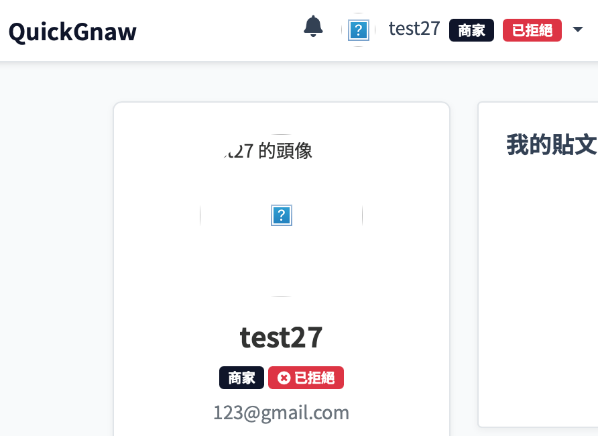 QuickGnaw
test27 商家 已拒絕
t27 的頭像
我的貼文
test27
商家 已拒絕
123@gmail.com